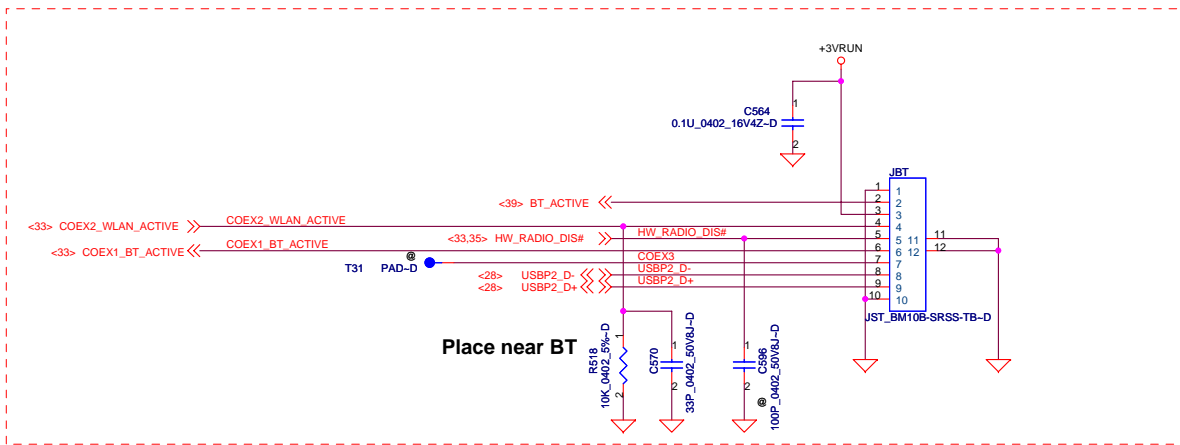 +3VRUN
1
C564
0.1U_0402_16V4Z~D
2
JBT
1 1
<39> BT_ACTIVE 2 2
3 3
<33> COEX2_WLAN_ACTIVE COEX2_WLAN_ACTIVE 4 4
<33,35> HW_RADIO_DIS# HW_RADIO_DIS# 5 5 11 11
<33> COEX1_BT_ACTIVE COEX1_BT_ACTIVE 6 6 12 12
@
T31 PAD~D COEX3 7 7
<28> USBP2_D- USBP2_D- 8 8
<28> USBP2_D+ USBP2_D+ 9 9
10 10
JST_BM10B-SRSS-TB~D
Place near BT
1
R518
10K_0402_5%~D
2
1
C570
33P_0402_50V8J~D
2
1
C596
100P_0402_50V8J~D
2
@